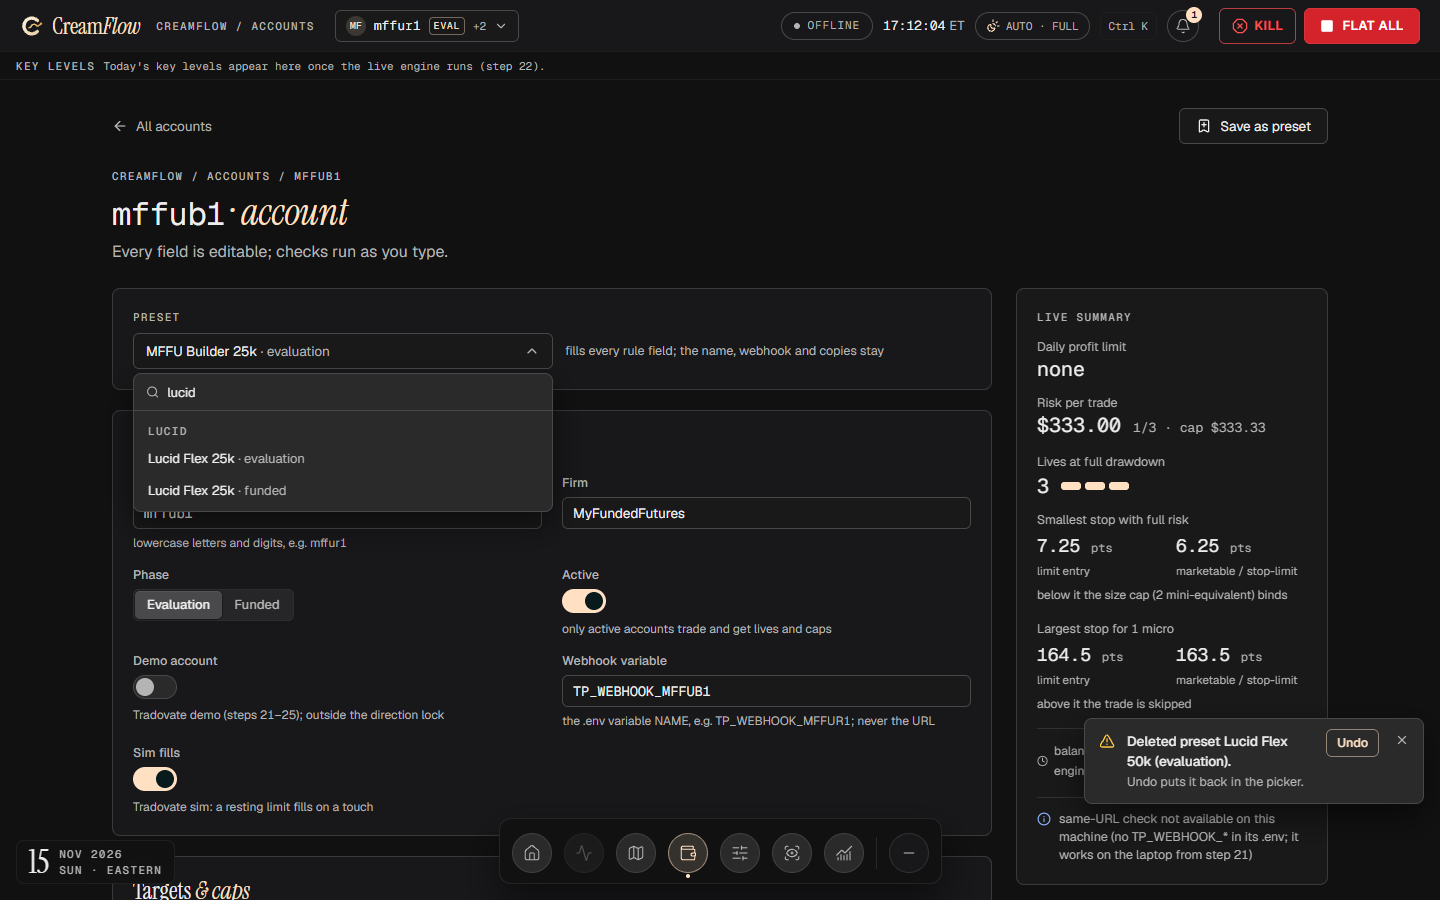 CreamFlow
CREAMFLOW / ACCOUNTS
MF mffur1 EVAL +2
OFFLINE
17:12:04 ET
AUTO · FULL
Ctrl K
1
KILL
FLAT ALL
KEY LEVELS Today's key levels appear here once the live engine runs (step 22).
All accounts
Save as preset
CREAMFLOW / ACCOUNTS / MFFUB1
mffub1·account
Every field is editable; checks run as you type.
PRESET
MFFU Builder 25k · evaluation
fills every rule field; the name, webhook and copies stay
lucid
LUCID
Lucid Flex 25k · evaluation
Lucid Flex 25k · funded
mffub1
lowercase letters and digits, e.g. mffur1
Firm
MyFundedFutures
Phase
Evaluation Funded
Active
only active accounts trade and get lives and caps
Demo account
Tradovate demo (steps 21–25); outside the direction lock
Webhook variable
TP_WEBHOOK_MFFUB1
the .env variable NAME, e.g. TP_WEBHOOK_MFFUR1; never the URL
Sim fills
Tradovate sim: a resting limit fills on a touch
Targets & caps
LIVE SUMMARY
Daily profit limit
none
Risk per trade
$333.00 1/3 · cap $333.33
Lives at full drawdown
3
Smallest stop with full risk
7.25 pts 6.25 pts
limit entry marketable / stop-limit
below it the size cap (2 mini-equivalent) binds
Largest stop for 1 micro
164.5 pts 163.5 pts
limit entry marketable / stop-limit
above it the trade is skipped
balan
engin
Deleted preset Lucid Flex
50k (evaluation).
Undo puts it back in the picker.
Undo
same-URL check not available on this
machine (no TP_WEBHOOK_* in its .env; it
works on the laptop from step 21)
15 NOV 2026
SUN · EASTERN